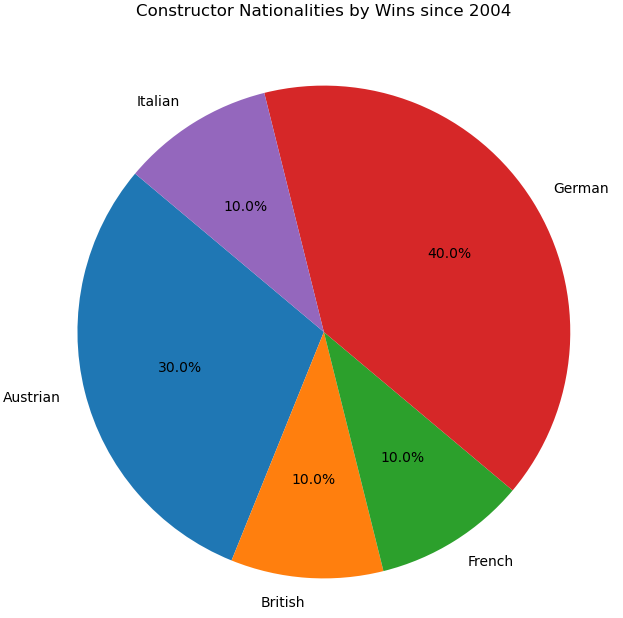 Constructor Nationalities by Wins since 2004
Italian
10.0%
German
40.0%
30.0%
Austrian
10.0%
French
10.0%
British